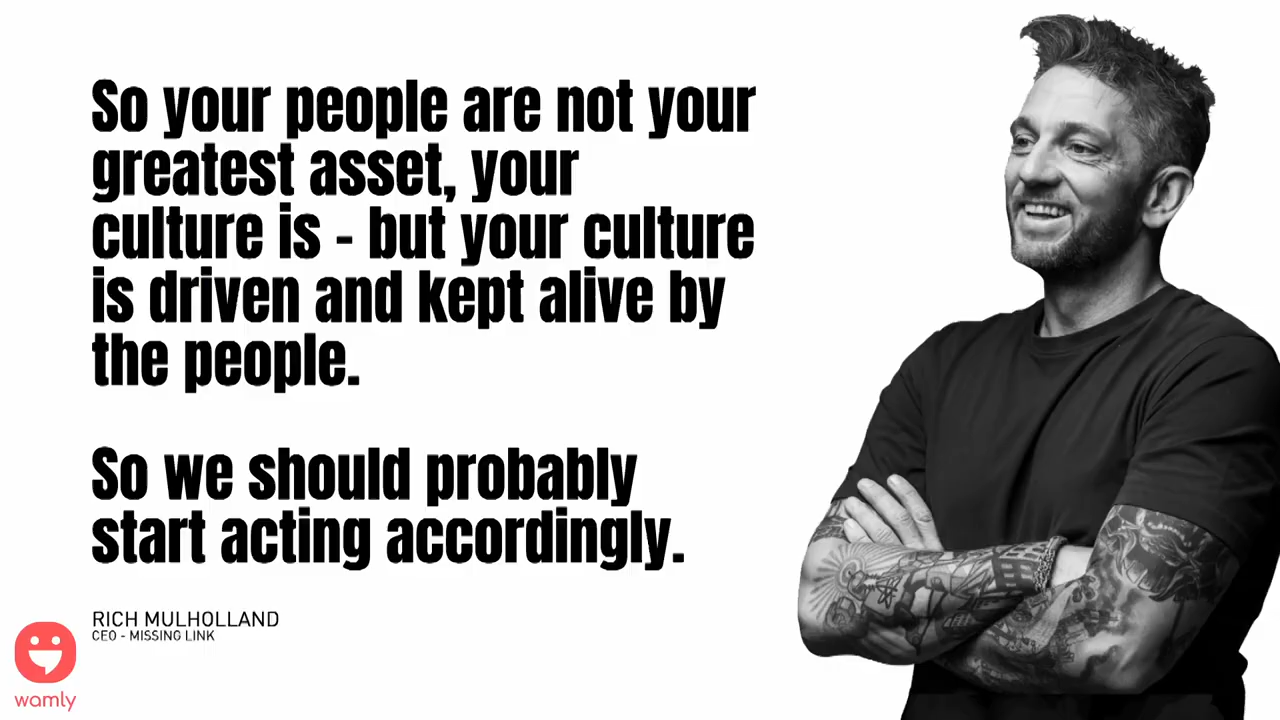 So your people are not your
greatest asset, your
culture is - but your culture
is driven and kept alive by
the people.
So we should probably
start acting accordingly.
RICH MULHOLLAND
CEO - MISSING LINK
wamly